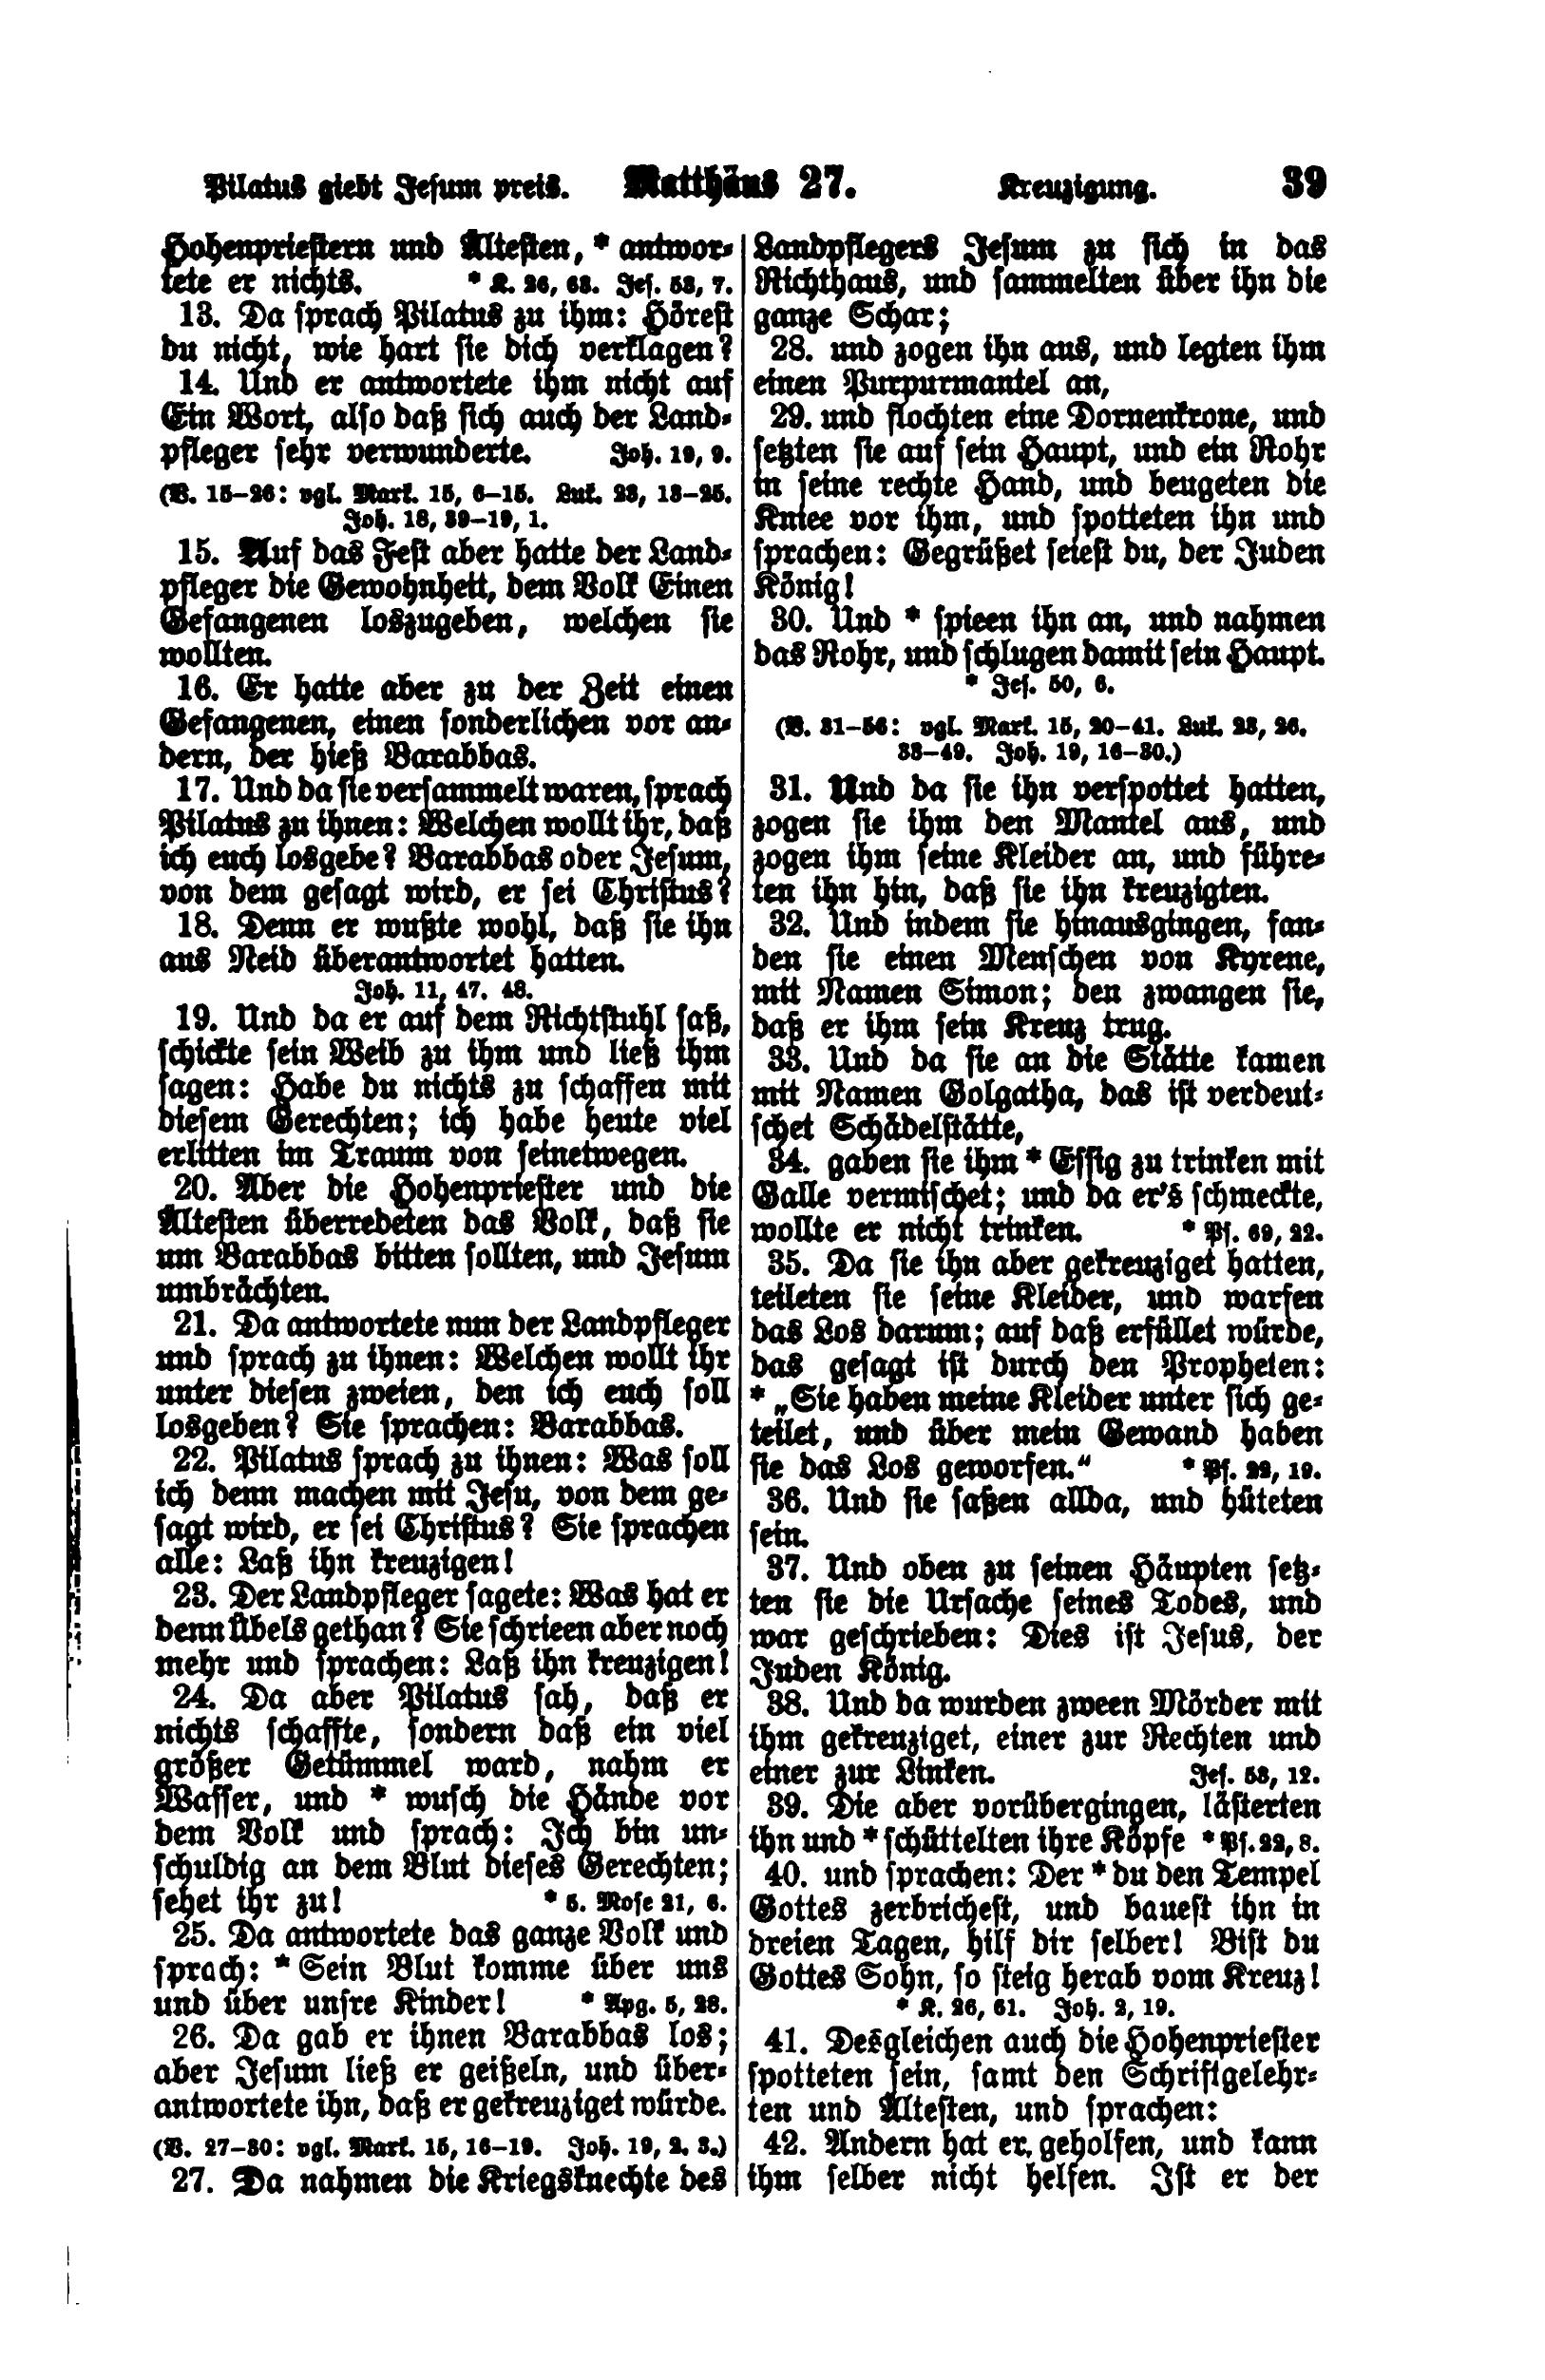 Pilatus giebt Jesum preis. Matthäus 27. Kreuzigung. 39
Hohenpriestern und Ältesten, * antwor-
tete er nichts. * K. 26, 63. Jes. 53, 7.
13. Da sprach Pilatus zu ihm: Hörest
du nicht, wie hart sie dich verklagen?
14. Und er antwortete ihm nicht auf
Ein Wort, also daß sich auch der Land-
pfleger sehr verwunderte. Joh. 19, 9.
(V. 15–26: vgl. Mark. 15, 6–15. Luk. 23, 13–25.
Joh. 18, 39–19, 1.
15. Auf das Fest aber hatte der Land-
pfleger die Gewohnheit, dem Volk Einen
Gefangenen loszugeben, welchen sie
wollten.
16. Er hatte aber zu der Zeit einen
Gefangenen, einen sonderlichen vor an-
dern, der hieß Barabbas.
17. Und da sie versammelt waren, sprach
Pilatus zu ihnen: Welchen wollt ihr, daß
ich euch losgebe? Barabbas oder Jesum,
von dem gesagt wird, er sei Christus?
18. Denn er wußte wohl, daß sie ihn
aus Neid überantwortet hatten.
Joh. 11, 47. 48.
19. Und da er auf dem Richtstuhl saß,
schickte sein Weib zu ihm und ließ ihm
sagen: Habe du nichts zu schaffen mit
diesem Gerechten; ich habe heute viel
erlitten im Traum von seinetwegen.
20. Aber die Hohenpriester und die
Ältesten überredeten das Volk, daß sie
um Barabbas bitten sollten, und Jesum
umbrächten.
21. Da antwortete nun der Landpfleger
und sprach zu ihnen: Welchen wollt ihr
unter diesen zweien, den ich euch soll
losgeben? Sie sprachen: Barabbas.
22. Pilatus sprach zu ihnen: Was soll
ich denn machen mit Jesu, von dem ge-
sagt wird, er sei Christus? Sie sprachen
alle: Laß ihn kreuzigen!
23. Der Landpfleger sagete: Was hat er
denn Übels gethan? Sie schrieen aber noch
mehr und sprachen: Laß ihn kreuzigen!
24. Da aber Pilatus sah, daß er
nichts schaffte, sondern daß ein viel
größer Getümmel ward, nahm er
Wasser, und * wusch die Hände vor
dem Volk und sprach: Ich bin un-
schuldig an dem Blut dieses Gerechten;
sehet ihr zu! * 5. Mose 21, 6.
25. Da antwortete das ganze Volk und
sprach: * Sein Blut komme über uns
und über unsre Kinder! * Apg. 5, 28.
26. Da gab er ihnen Barabbas los;
aber Jesum ließ er geißeln, und über-
antwortete ihn, daß er gekreuziget würde.
(V. 27–30: vgl. Mark. 15, 16–19. Joh. 19, 2. 3.)
27. Da nahmen die Kriegsknechte des
Landpflegers Jesum zu sich in das
Richthaus, und sammelten über ihn die
ganze Schar;
28. und zogen ihn aus, und legten ihm
einen Purpurmantel an,
29. und flochten eine Dornenkrone, und
setzten sie auf sein Haupt, und ein Rohr
in seine rechte Hand, und beugeten die
Kniee vor ihm, und spotteten ihn und
sprachen: Gegrüßet seiest du, der Juden
König!
30. Und * spieen ihn an, und nahmen
das Rohr, und schlugen damit sein Haupt.
* Jes. 50, 6.
(V. 31–56: vgl. Mark. 15, 20–41. Luk. 23, 26.
33–49. Joh. 19, 16–30.)
31. Und da sie ihn verspottet hatten,
zogen sie ihm den Mantel aus, und
zogen ihm seine Kleider an, und führe-
ten ihn hin, daß sie ihn kreuzigten.
32. Und indem sie hinausgingen, fan-
den sie einen Menschen von Kyrene,
mit Namen Simon; den zwangen sie,
daß er ihm sein Kreuz trug.
33. Und da sie an die Stätte kamen
mit Namen Golgatha, das ist verdeut-
schet Schädelstätte,
34. gaben sie ihm * Essig zu trinken mit
Galle vermischet; und da er's schmeckte,
wollte er nicht trinken. * Ps. 69, 22.
35. Da sie ihn aber gekreuziget hatten,
teileten sie seine Kleider, und warfen
das Los darum; auf daß erfüllet würde,
das gesagt ist durch den Propheten:
* „Sie haben meine Kleider unter sich ge-
teilet, und über mein Gewand haben
sie das Los geworfen.“ * Ps. 22, 19.
36. Und sie saßen allda, und hüteten
sein.
37. Und oben zu seinen Häupten setz-
ten sie die Ursache seines Todes, und
war geschrieben: Dies ist Jesus, der
Juden König.
38. Und da wurden zween Mörder mit
ihm gekreuziget, einer zur Rechten und
einer zur Linken. Jes. 53, 12.
39. Die aber vorübergingen, lästerten
ihn und * schüttelten ihre Köpfe * Ps. 22, 8.
40. und sprachen: Der * du den Tempel
Gottes zerbrichest, und bauest ihn in
dreien Tagen, hilf dir selber! Bist du
Gottes Sohn, so steig herab vom Kreuz!
* K. 26, 61. Joh. 2, 19.
41. Desgleichen auch die Hohenpriester
spotteten sein, samt den Schriftgelehr-
ten und Ältesten, und sprachen:
42. Andern hat er geholfen, und kann
ihm selber nicht helfen. Ist er der